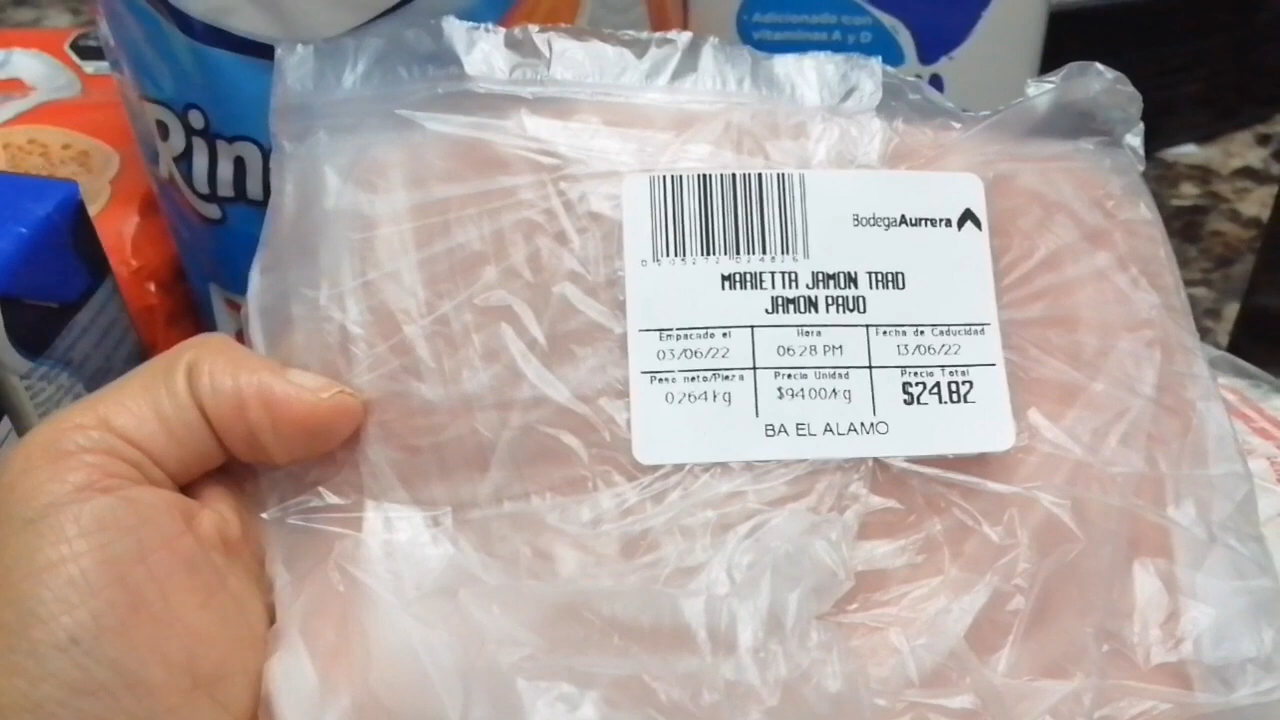 Adicionado con
vitaminas A y D
Rin
BodegaAurrera
MARIETTA JAMON TRAD
JAMON PAVO
Empacado el
Hora
Fecha de Caducidad
03/06/22
06:28 PM
13/06/22
Peso neto/Pieza
Precio Unidad
Precio Total
0.264 kg
$94.00/kg
$24.82
BA EL ALAMO